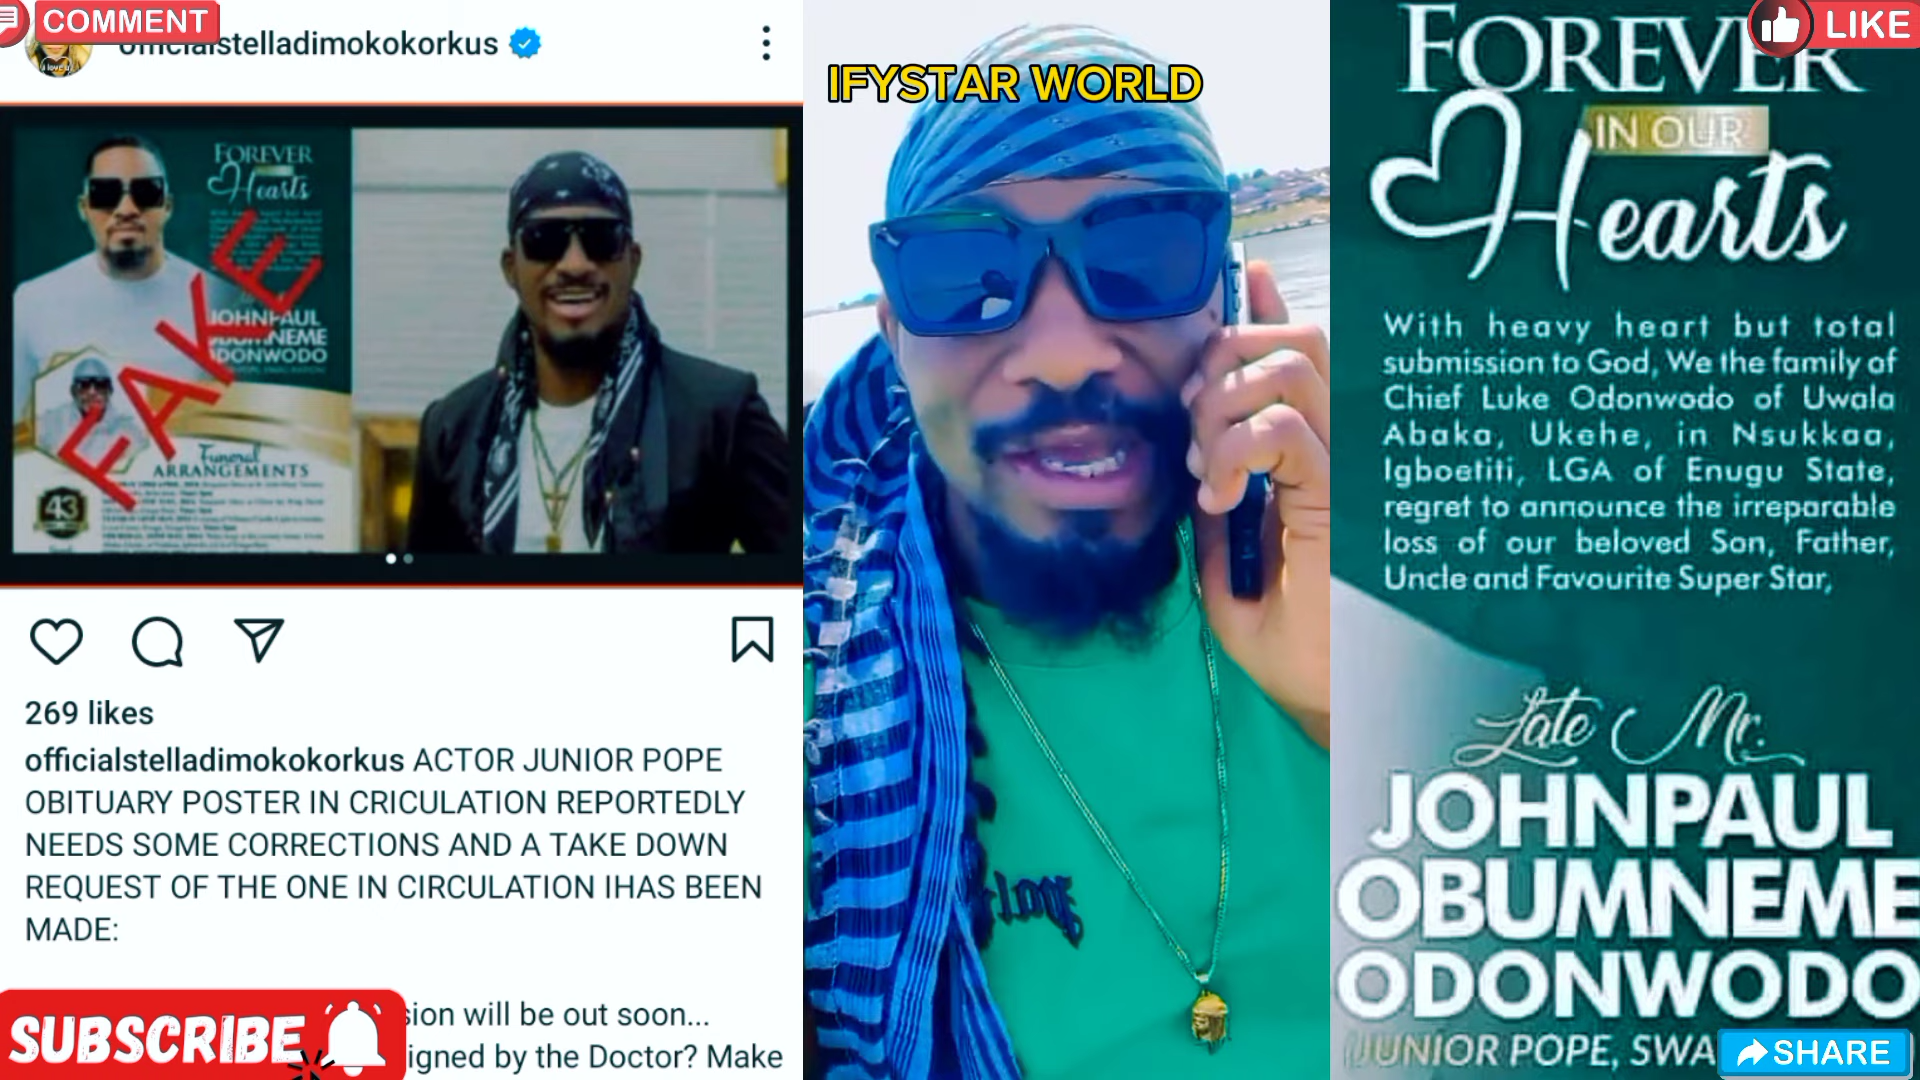 COMMENT
officialstelladimokokorkus
FOREVER
Hearts
FAKE
JOHNPAUL
ODONWODO
Funeral
ARRANGEMENTS
43
269 likes
officialstelladimokokorkus ACTOR JUNIOR POPE
OBITUARY POSTER IN CRICULATION REPORTEDLY
NEEDS SOME CORRECTIONS AND A TAKE DOWN
REQUEST OF THE ONE IN CIRCULATION IHAS BEEN
MADE:
sion will be out soon...
igned by the Doctor? Make
SUBSCRIBE
IFYSTAR WORLD
LIKE
FOREVER
IN OUR
Hearts
With heavy heart but total
submission to God, We the family of
Chief Luke Odonwodo of Uwala
Abaka, Ukehe, in Nsukkaa,
Igboetiti, LGA of Enugu State,
regret to announce the irreparable
loss of our beloved Son, Father,
Uncle and Favourite Super Star,
Late Mr.
JOHNPAUL
OBUMNEME
ODONWODO
JUNIOR POPE, SWA
SHARE